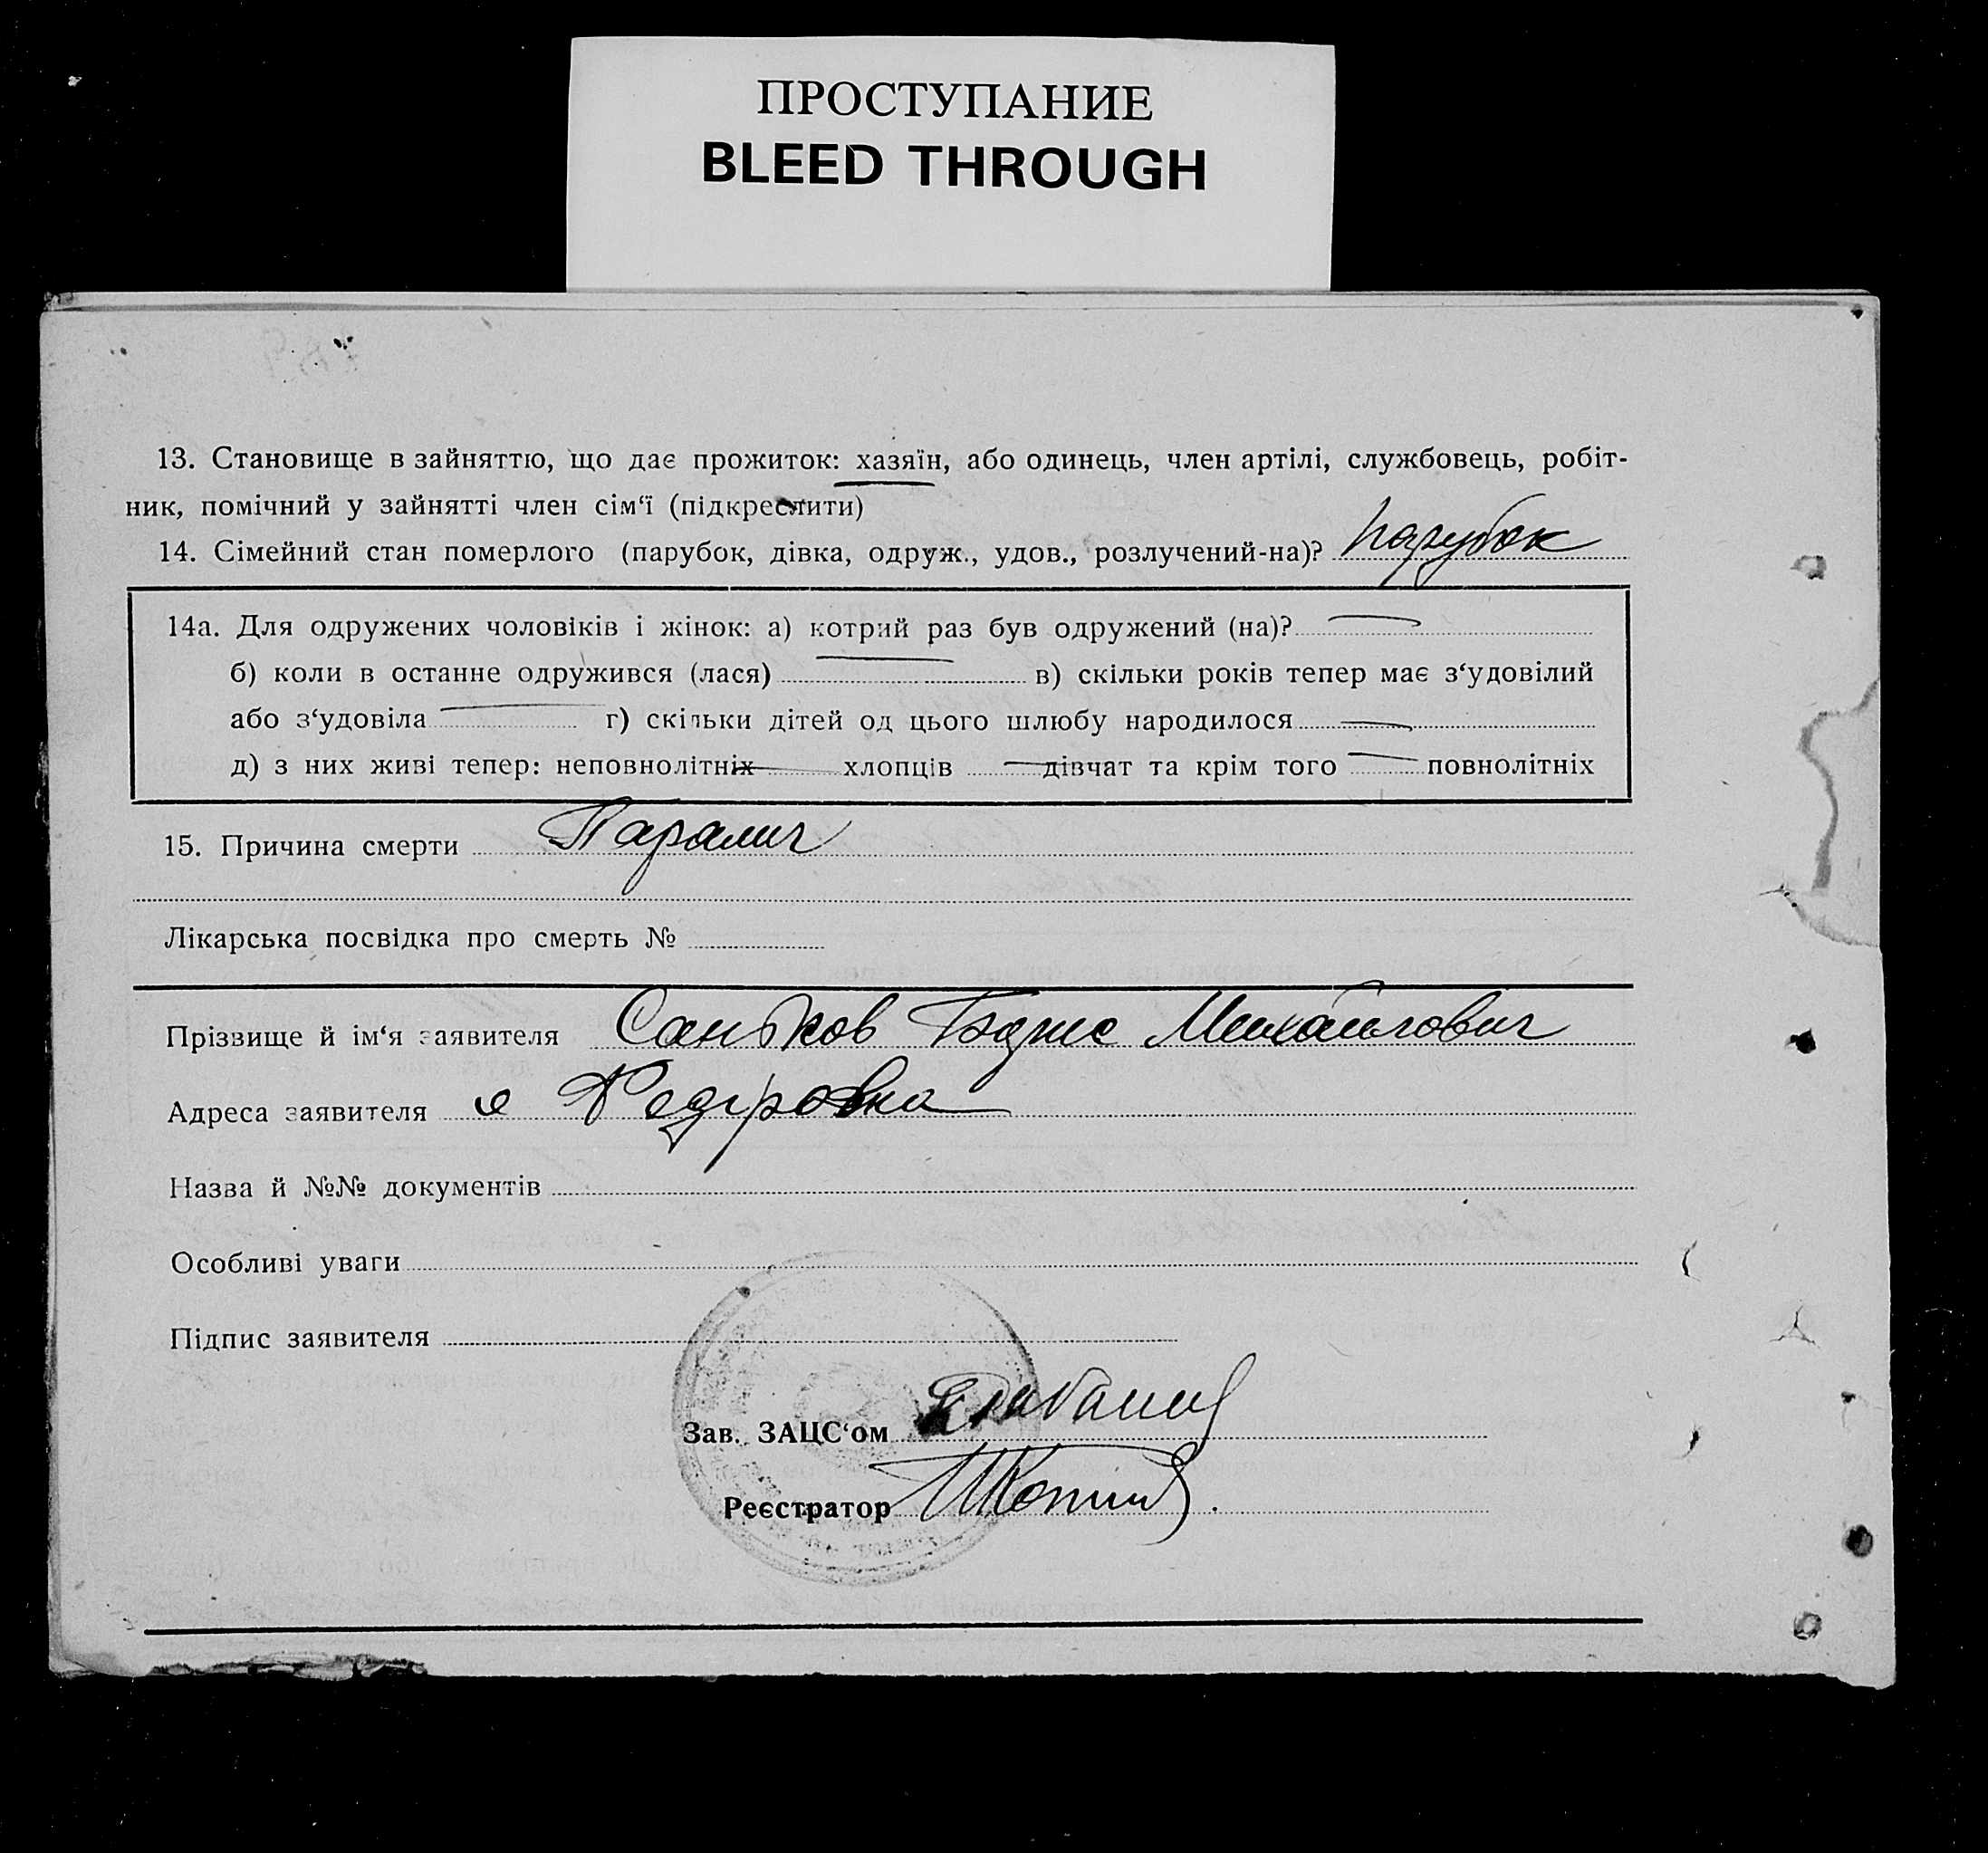 ПРОСТУПАНИЕ
BLEED THROUGH
13. Становище в зайняттю, що дає прожиток: хазяїн, або одинець, член артілі, службовець, робіт-
ник, помічний у зайнятті член сім‘ї (підкреслити)
14. Сімейний стан померлого (парубок, дівка, одруж., удов., розлучений-на)? парубок
14а. Для одружених чоловіків і жінок: а) котрий раз був одружений (на)?
б) коли в останнє одружився (лася) в) скільки років тепер має з‘удовілий
або з‘удовіла г) скільки дітей од цього шлюбу народилося
д) з них живі тепер: неповнолітніх хлопців дівчат та крім того повнолітніх
15. Причина смерти Паралич
Лікарська посвідка про смерть №
Прізвище й ім‘я заявителя Михайлович
Адреса заявителя
Назва й №№ документів
Особливі уваги
Підпис заявителя
Зав. ЗАЦС‘ом
Реєстратор